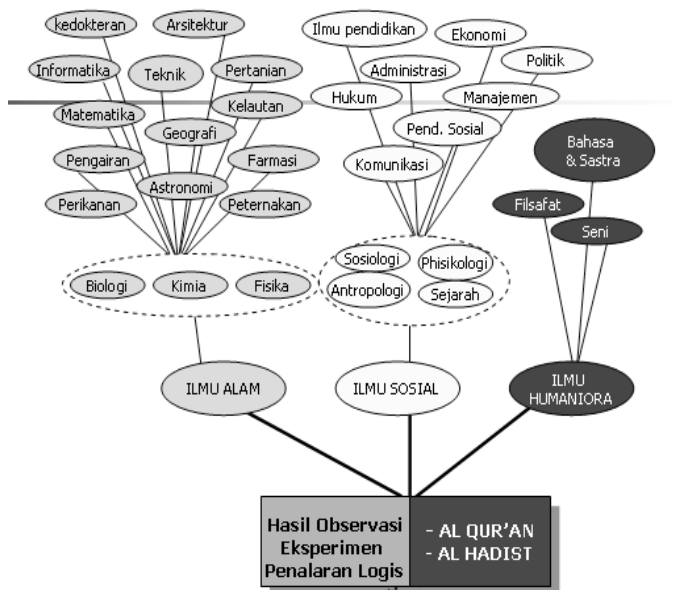 kedokteran
Arsitektur
Ilmu pendidikan
Ekonomi
Politik
Informatika
Teknik
Pertanian
Administrasi
Hukum
Manajemen
Matematika
Kelautan
Geografi
Pend. Sosial
Bahasa
& Sastra
Pengairan
Farmasi
Komunikasi
Astronomi
Perikanan
Peternakan
Filsafat
Seni
Sosiologi
Phisikologi
Biologi
Kimia
Fisika
Antropologi
Sejarah
ILMU ALAM
ILMU SOSIAL
ILMU
HUMANIORA
Hasil Observasi
Eksperimen
Penalaran Logis
- AL QUR'AN
- AL HADIST